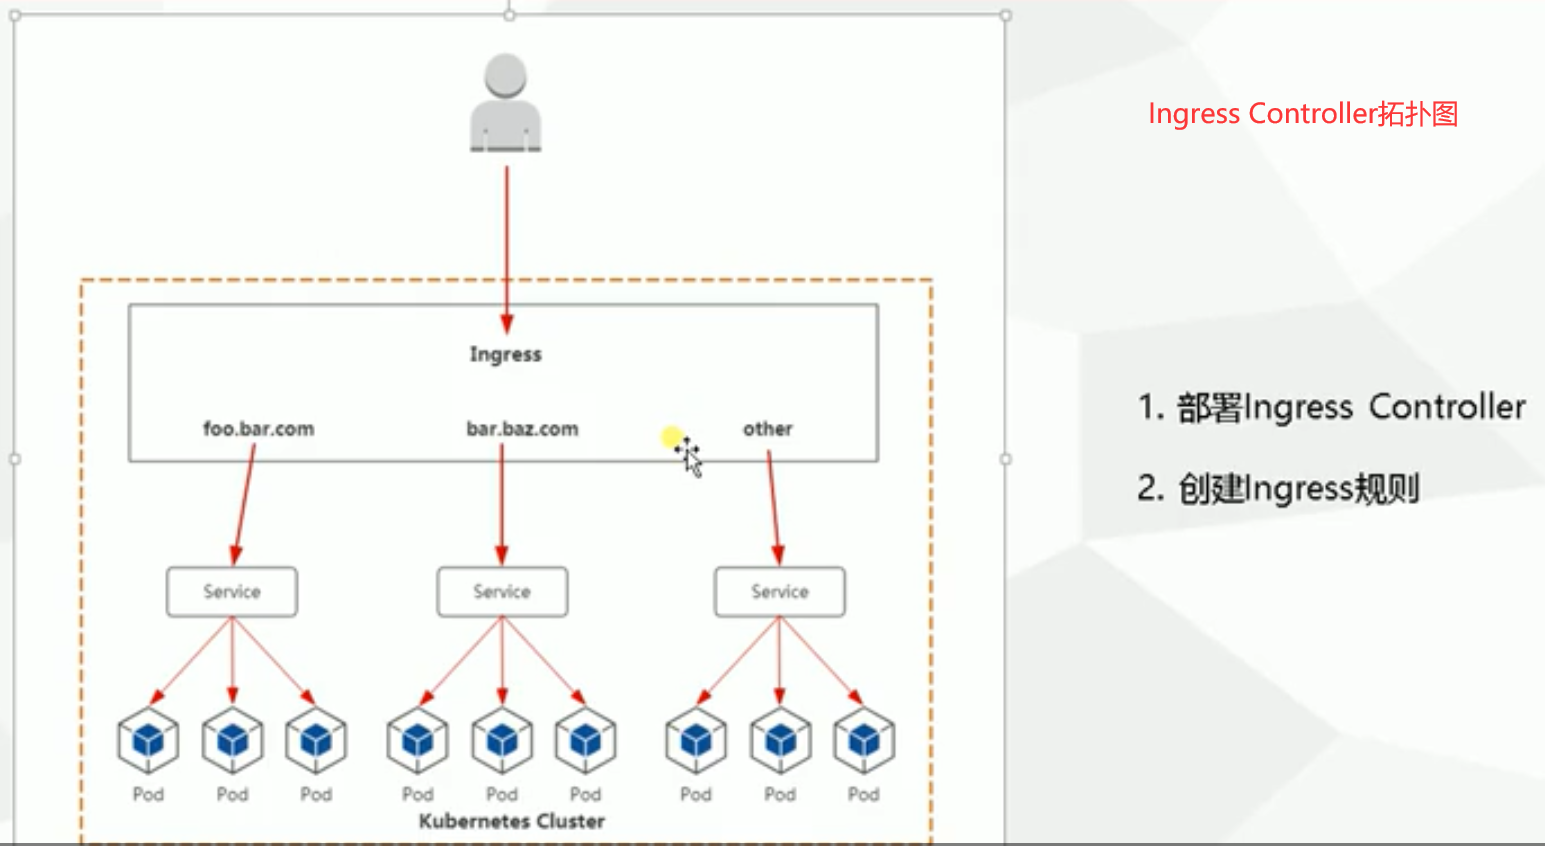 Ingress Controller拓扑图
Ingress
foo.bar.com
bar.baz.com
other
1. 部署Ingress Controller
2. 创建Ingress规则
Service
Service
Service
Pod
Pod
Pod
Pod
Pod
Pod
Pod
Pod
Pod
Kubernetes Cluster